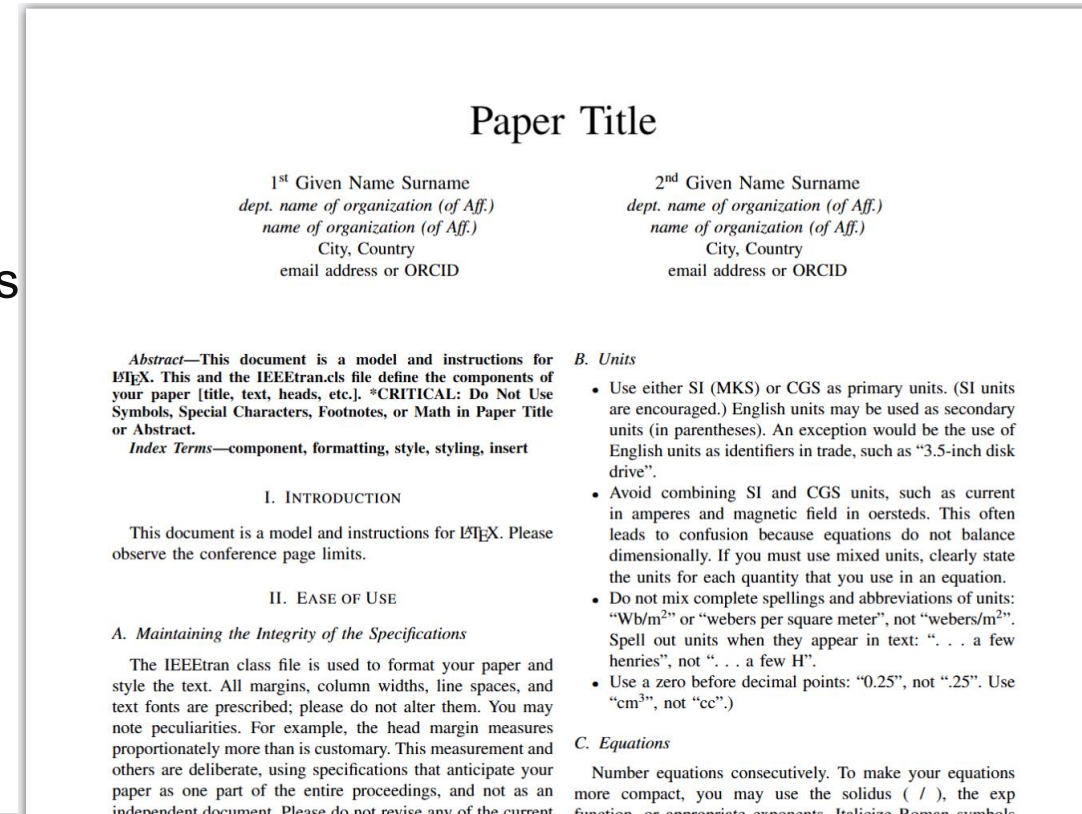 s
Paper Title
1st Given Name Surname
dept. name of organization (of Aff.)
name of organization (of Aff.)
City, Country
email address or ORCID
2nd Given Name Surname
dept. name of organization (of Aff.)
name of organization (of Aff.)
City, Country
email address or ORCID
Abstract—This document is a model and instructions for
LATEX. This and the IEEEtran.cls file define the components of
your paper [title, text, heads, etc.]. *CRITICAL: Do Not Use
Symbols, Special Characters, Footnotes, or Math in Paper Title
or Abstract.
Index Terms—component, formatting, style, styling, insert
I. INTRODUCTION
This document is a model and instructions for LATEX. Please
observe the conference page limits.
II. EASE OF USE
A. Maintaining the Integrity of the Specifications
The IEEEtran class file is used to format your paper and
style the text. All margins, column widths, line spaces, and
text fonts are prescribed; please do not alter them. You may
note peculiarities. For example, the head margin measures
proportionately more than is customary. This measurement and
others are deliberate, using specifications that anticipate your
paper as one part of the entire proceedings, and not as an
independent document. Please do not revise any of the current
B. Units
• Use either SI (MKS) or CGS as primary units. (SI units
are encouraged.) English units may be used as secondary
units (in parentheses). An exception would be the use of
English units as identifiers in trade, such as “3.5-inch disk
drive”.
• Avoid combining SI and CGS units, such as current
in amperes and magnetic field in oersteds. This often
leads to confusion because equations do not balance
dimensionally. If you must use mixed units, clearly state
the units for each quantity that you use in an equation.
• Do not mix complete spellings and abbreviations of units:
“Wb/m²” or “webers per square meter”, not “webers/m²”.
Spell out units when they appear in text: “. . . a few
henries”, not “. . . a few H”.
• Use a zero before decimal points: “0.25”, not “.25”. Use
“cm³”, not “cc”.)
C. Equations
Number equations consecutively. To make your equations
more compact, you may use the solidus ( / ), the exp
function, or appropriate exponents. Italicize Roman symbols